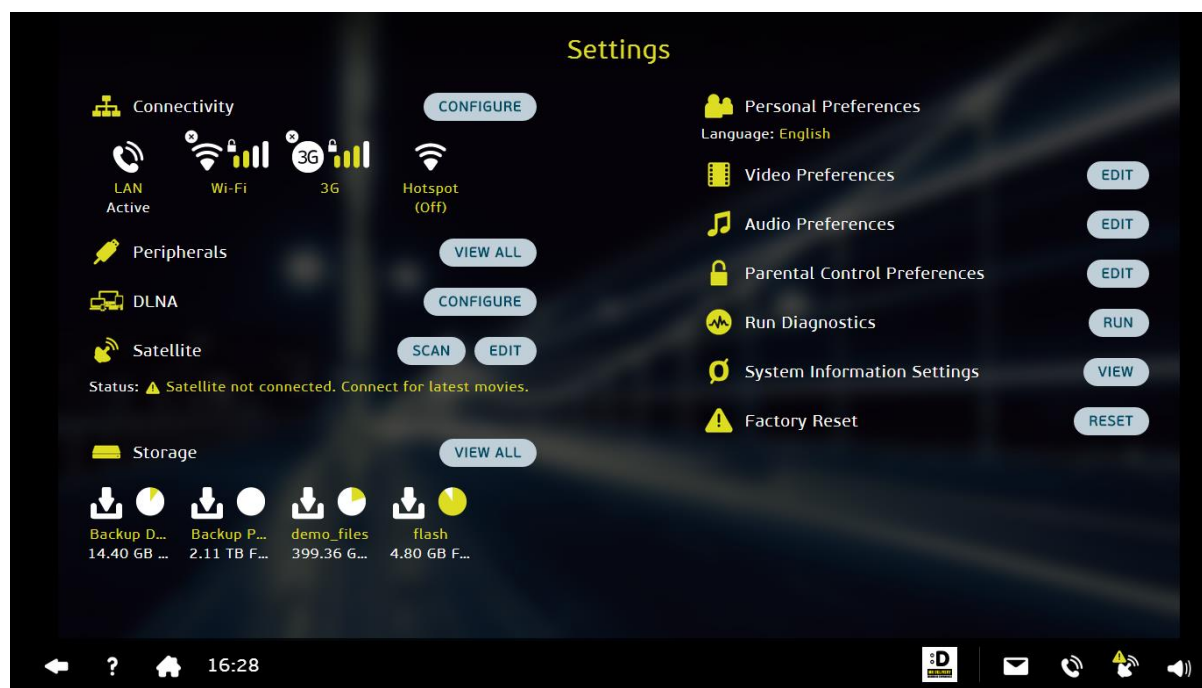 Settings
Connectivity
CONFIGURE
3G
LAN
Active
Wi-Fi
3G
Hotspot
(Off)
Peripherals
VIEW ALL
DLNA
CONFIGURE
Satellite
SCAN
EDIT
Status: Satellite not connected. Connect for latest movies.
Storage
VIEW ALL
Backup D...
14.40 GB ...
Backup P...
2.11 TB F...
demo_files
399.36 G...
flash
4.80 GB F...
Personal Preferences
Language: English
Video Preferences
EDIT
Audio Preferences
EDIT
Parental Control Preferences
EDIT
Run Diagnostics
RUN
System Information Settings
VIEW
Factory Reset
RESET
?
16:28
:D